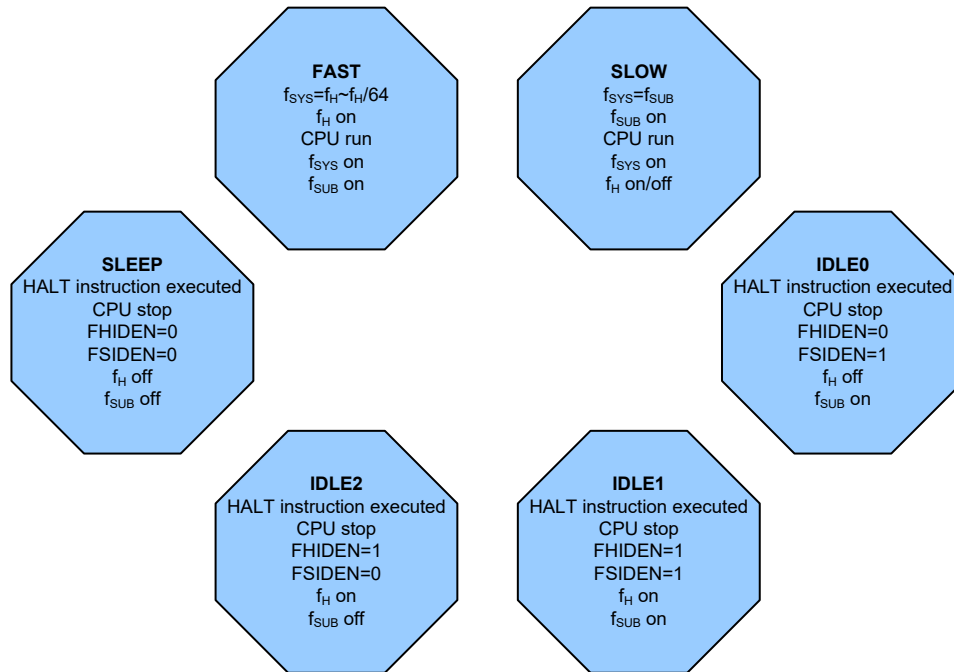 FAST
fSYS=fH~fH/64
fH on
CPU run
fSYS on
fSUB on
SLOW
fSYS=fSUB
fSUB on
CPU run
fSYS on
fH on/off
SLEEP
HALT instruction executed
CPU stop
FHIDEN=0
FSIDEN=0
fH off
fSUB off
IDLE0
HALT instruction executed
CPU stop
FHIDEN=0
FSIDEN=1
fH off
fSUB on
IDLE2
HALT instruction executed
CPU stop
FHIDEN=1
FSIDEN=0
fH on
fSUB off
IDLE1
HALT instruction executed
CPU stop
FHIDEN=1
FSIDEN=1
fH on
fSUB on